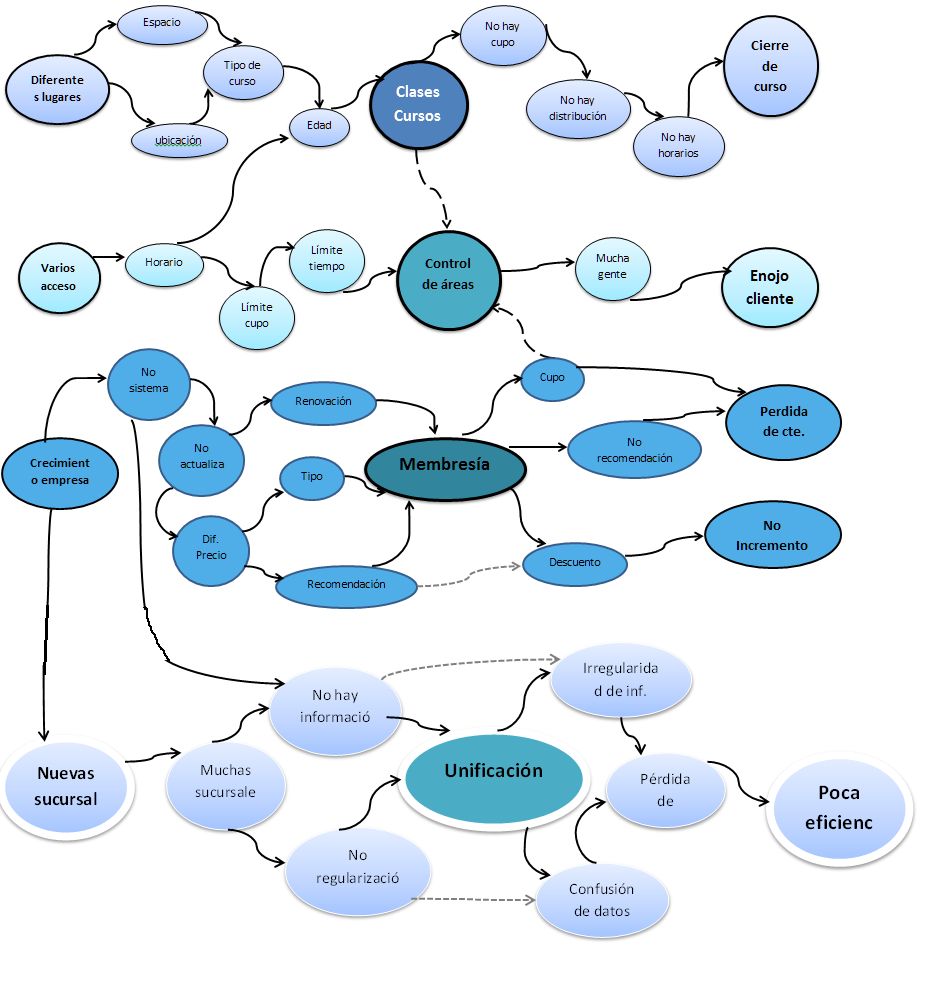 Espacio
Diferente
s lugares
Tipo de
curso
ubicación
Edad
Clases
Cursos
No hay
cupo
No hay
distribución
No hay
horarios
Cierre
de
curso
Varios
acceso
Horario
Límite
cupo
Límite
tiempo
Control
de áreas
Mucha
gente
Enojo
cliente
No
sistema
Crecimient
o empresa
No
actualiza
Renovación
Tipo
Dif.
Precio
Recomendación
Membresía
Cupo
No
recomendación
Perdida
de cte.
Descuento
No
Incremento
Nuevas
sucursal
Muchas
sucursale
No hay
informació
No
regularizació
Unificación
Irregularida
d de inf.
Pérdida
de
Confusión
de datos
Poca
eficienc